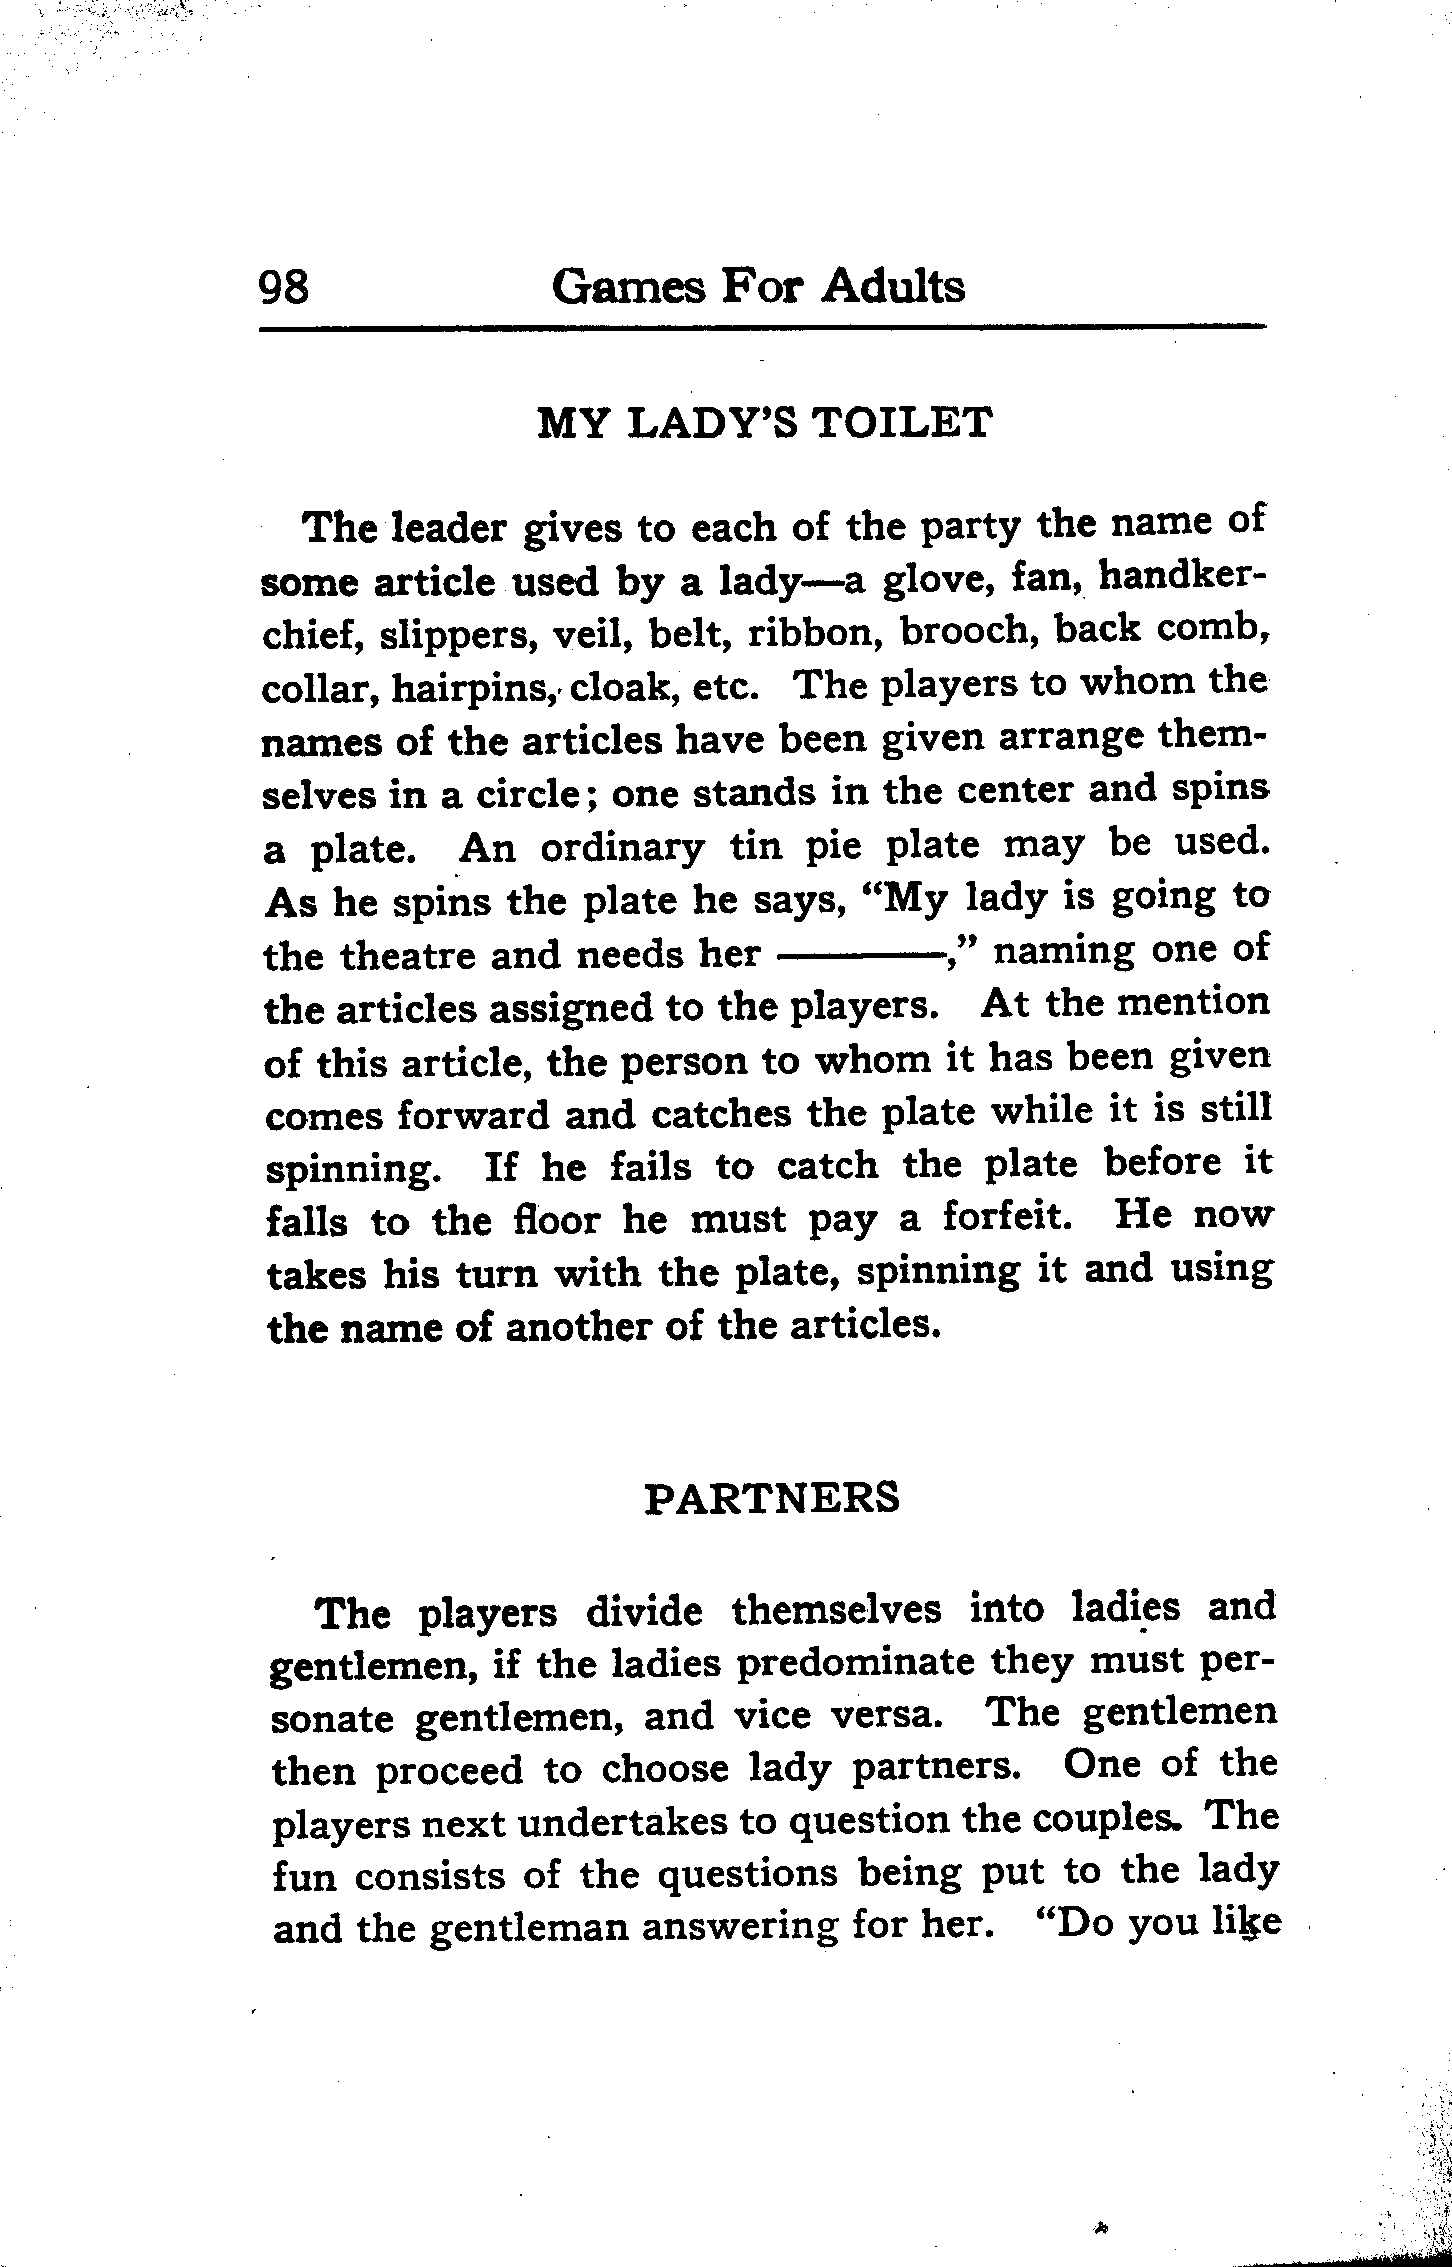 98 Games For Adults
MY LADY'S TOILET
The leader gives to each of the party the name of
some article used by a lady—a glove, fan, handker-
chief, slippers, veil, belt, ribbon, brooch, back comb,
collar, hairpins, cloak, etc. The players to whom the
names of the articles have been given arrange them-
selves in a circle; one stands in the center and spins
a plate. An ordinary tin pie plate may be used.
As he spins the plate he says, “My lady is going to
the theatre and needs her ———,” naming one of
the articles assigned to the players. At the mention
of this article, the person to whom it has been given
comes forward and catches the plate while it is still
spinning. If he fails to catch the plate before it
falls to the floor he must pay a forfeit. He now
takes his turn with the plate, spinning it and using
the name of another of the articles.
PARTNERS
The players divide themselves into ladies and
gentlemen, if the ladies predominate they must per-
sonate gentlemen, and vice versa. The gentlemen
then proceed to choose lady partners. One of the
players next undertakes to question the couples. The
fun consists of the questions being put to the lady
and the gentleman answering for her. “Do you like